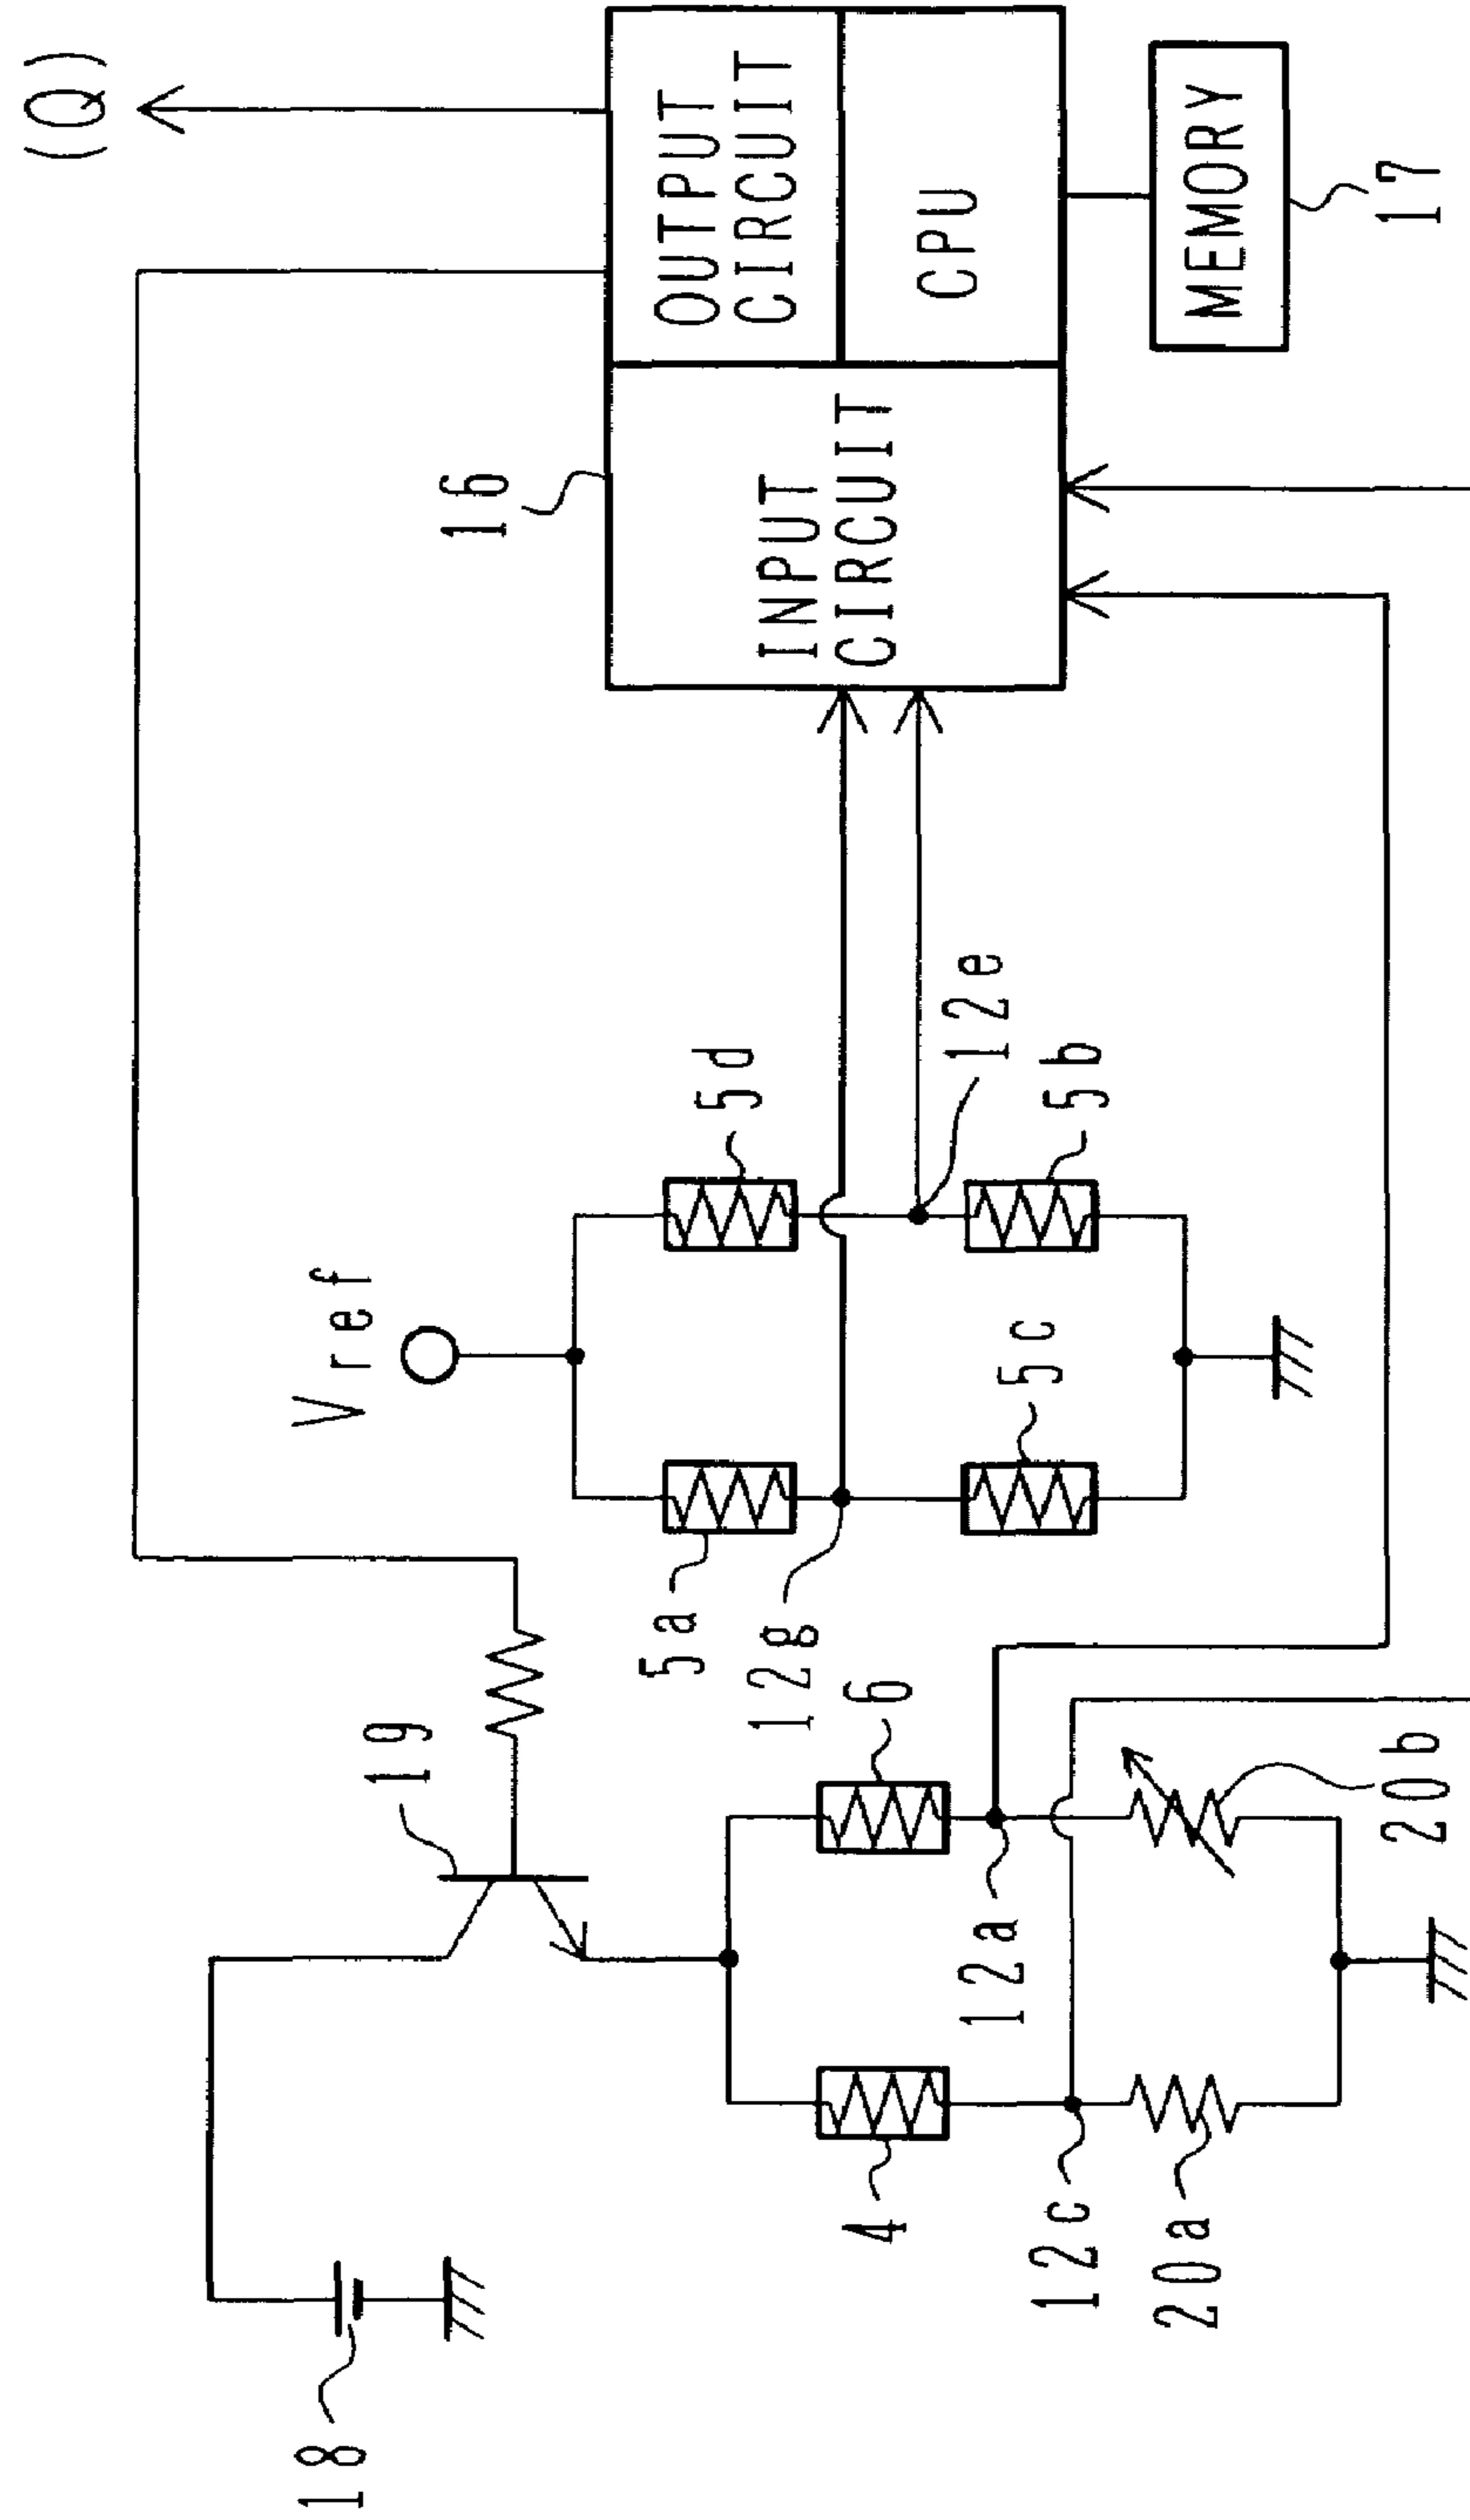 (Q)
OUTPUT
CIRCUIT
CPU
MEMORY
17
16
INPUT
CIRCUIT
12e
5d
5b
Vref
5c
5a
12g
19
6
20b
12a
4
12c
20a
18